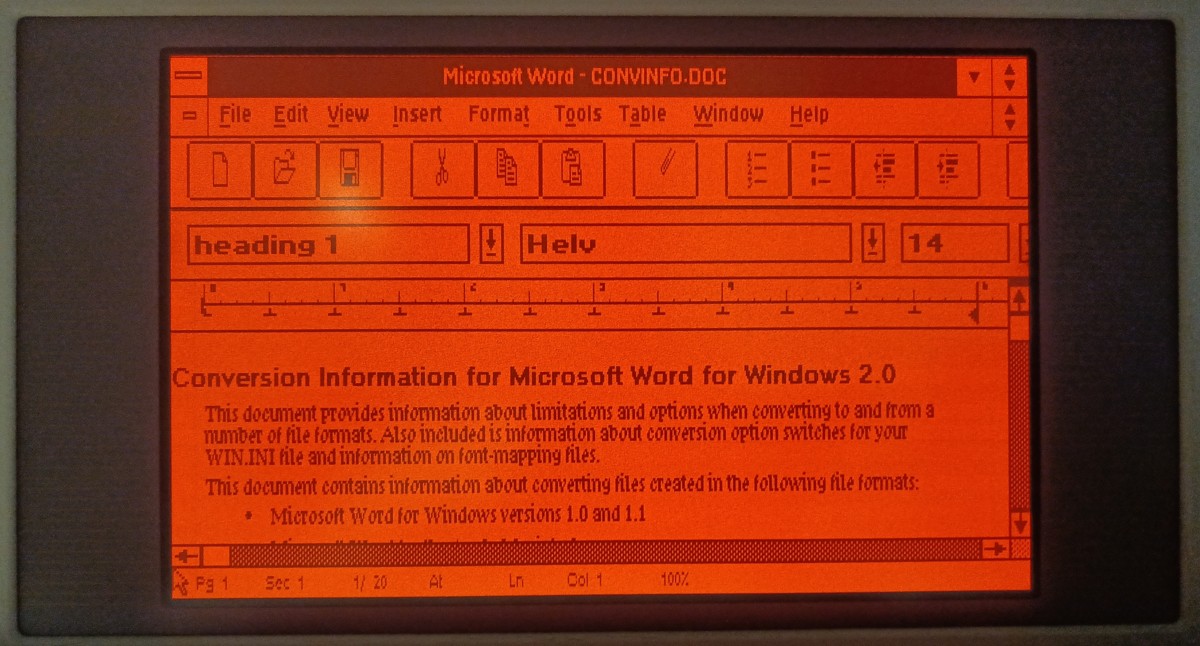 Microsoft Word - CONVINFO.DOC
File Edit View Insert Format Tools Table Window Help
heading 1 Helv 14
Conversion Information for Microsoft Word for Windows 2.0
This document provides information about limitations and options when converting to and from a
number of file formats. Also included is information about conversion option switches for your
WIN.INI file and information on font-mapping files.
This document contains information about converting files created in the following file formats:
• Microsoft Word for Windows versions 1.0 and 1.1
Pg 1 Sec 1 1/ 20 At Ln Col 1 100%